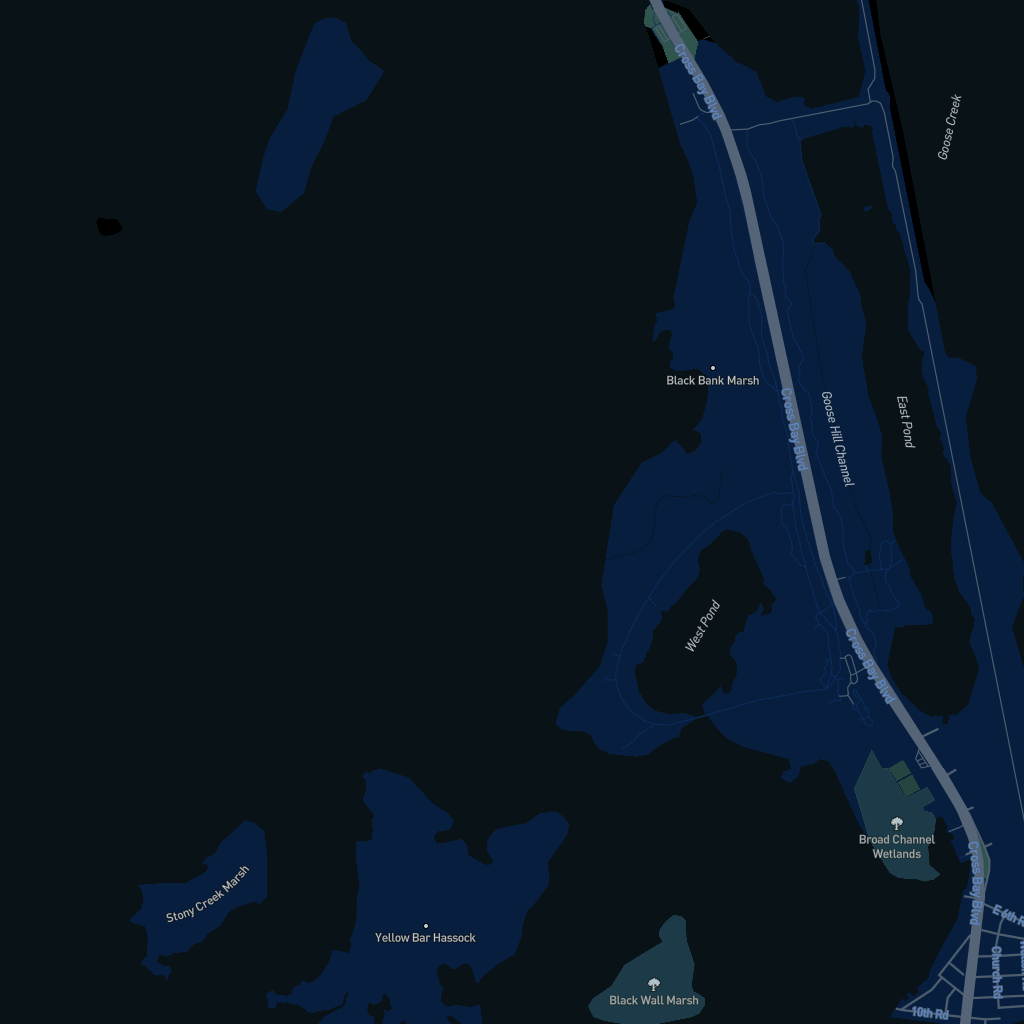 Cross Bay Blvd
Goose Creek
Black Bank Marsh
Cross Bay Blvd
Goose Hill Channel
East Pond
West Pond
Cross Bay Blvd
Broad Channel
Wetlands
Cross Bay Blvd
Stony Creek Marsh
E 6th
Yellow Bar Hassock
Church Rd
Black Wall Marsh
10th Rd